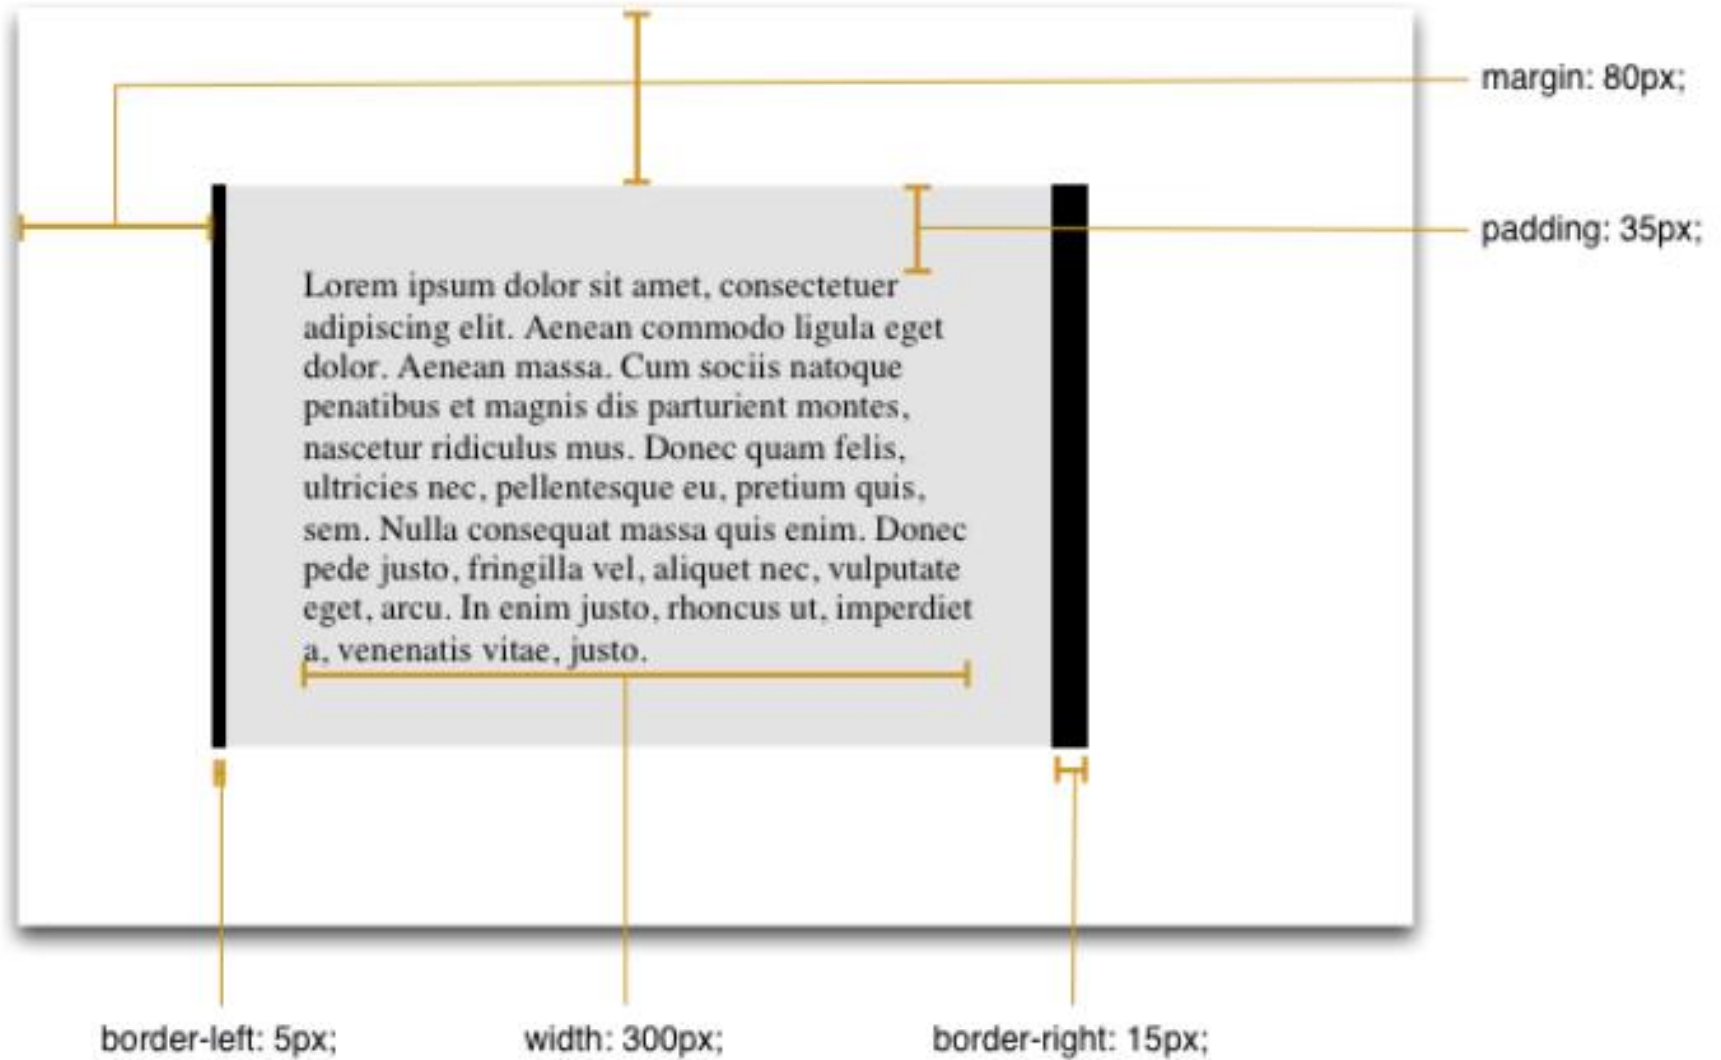 margin: 80px;
padding: 35px;
Lorem ipsum dolor sit amet, consectetuer
adipiscing elit. Aenean commodo ligula eget
dolor. Aenean massa. Cum sociis natoque
penatibus et magnis dis parturient montes,
nascetur ridiculus mus. Donec quam felis,
ultricies nec, pellentesque eu, pretium quis,
sem. Nulla consequat massa quis enim. Donec
pede justo, fringilla vel, aliquet nec, vulputate
eget, arcu. In enim justo, rhoncus ut, imperdiet
a, venenatis vitae, justo.
border-left: 5px;
width: 300px;
border-right: 15px;